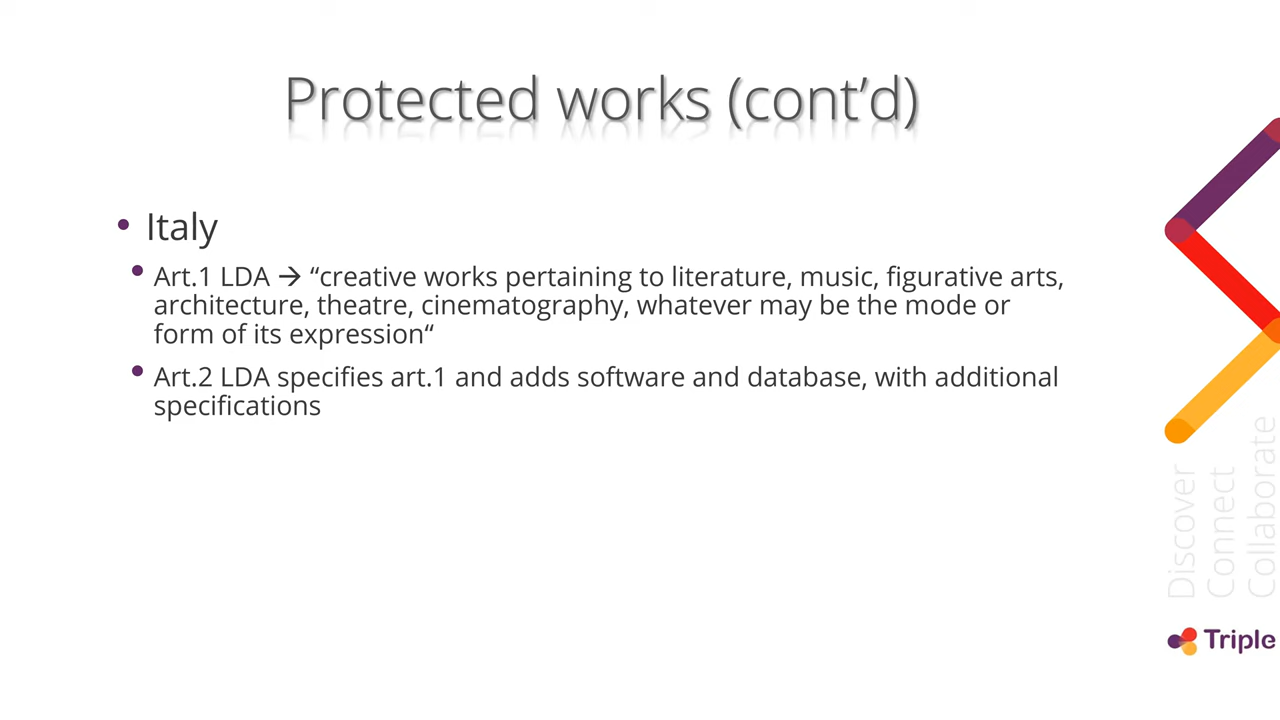 Protected works (cont’d)
• Italy
• Art.1 LDA → “creative works pertaining to literature, music, figurative arts,
architecture, theatre, cinematography, whatever may be the mode or
form of its expression“
• Art.2 LDA specifies art.1 and adds software and database, with additional
specifications
Discover
Connect
Collaborate
Triple